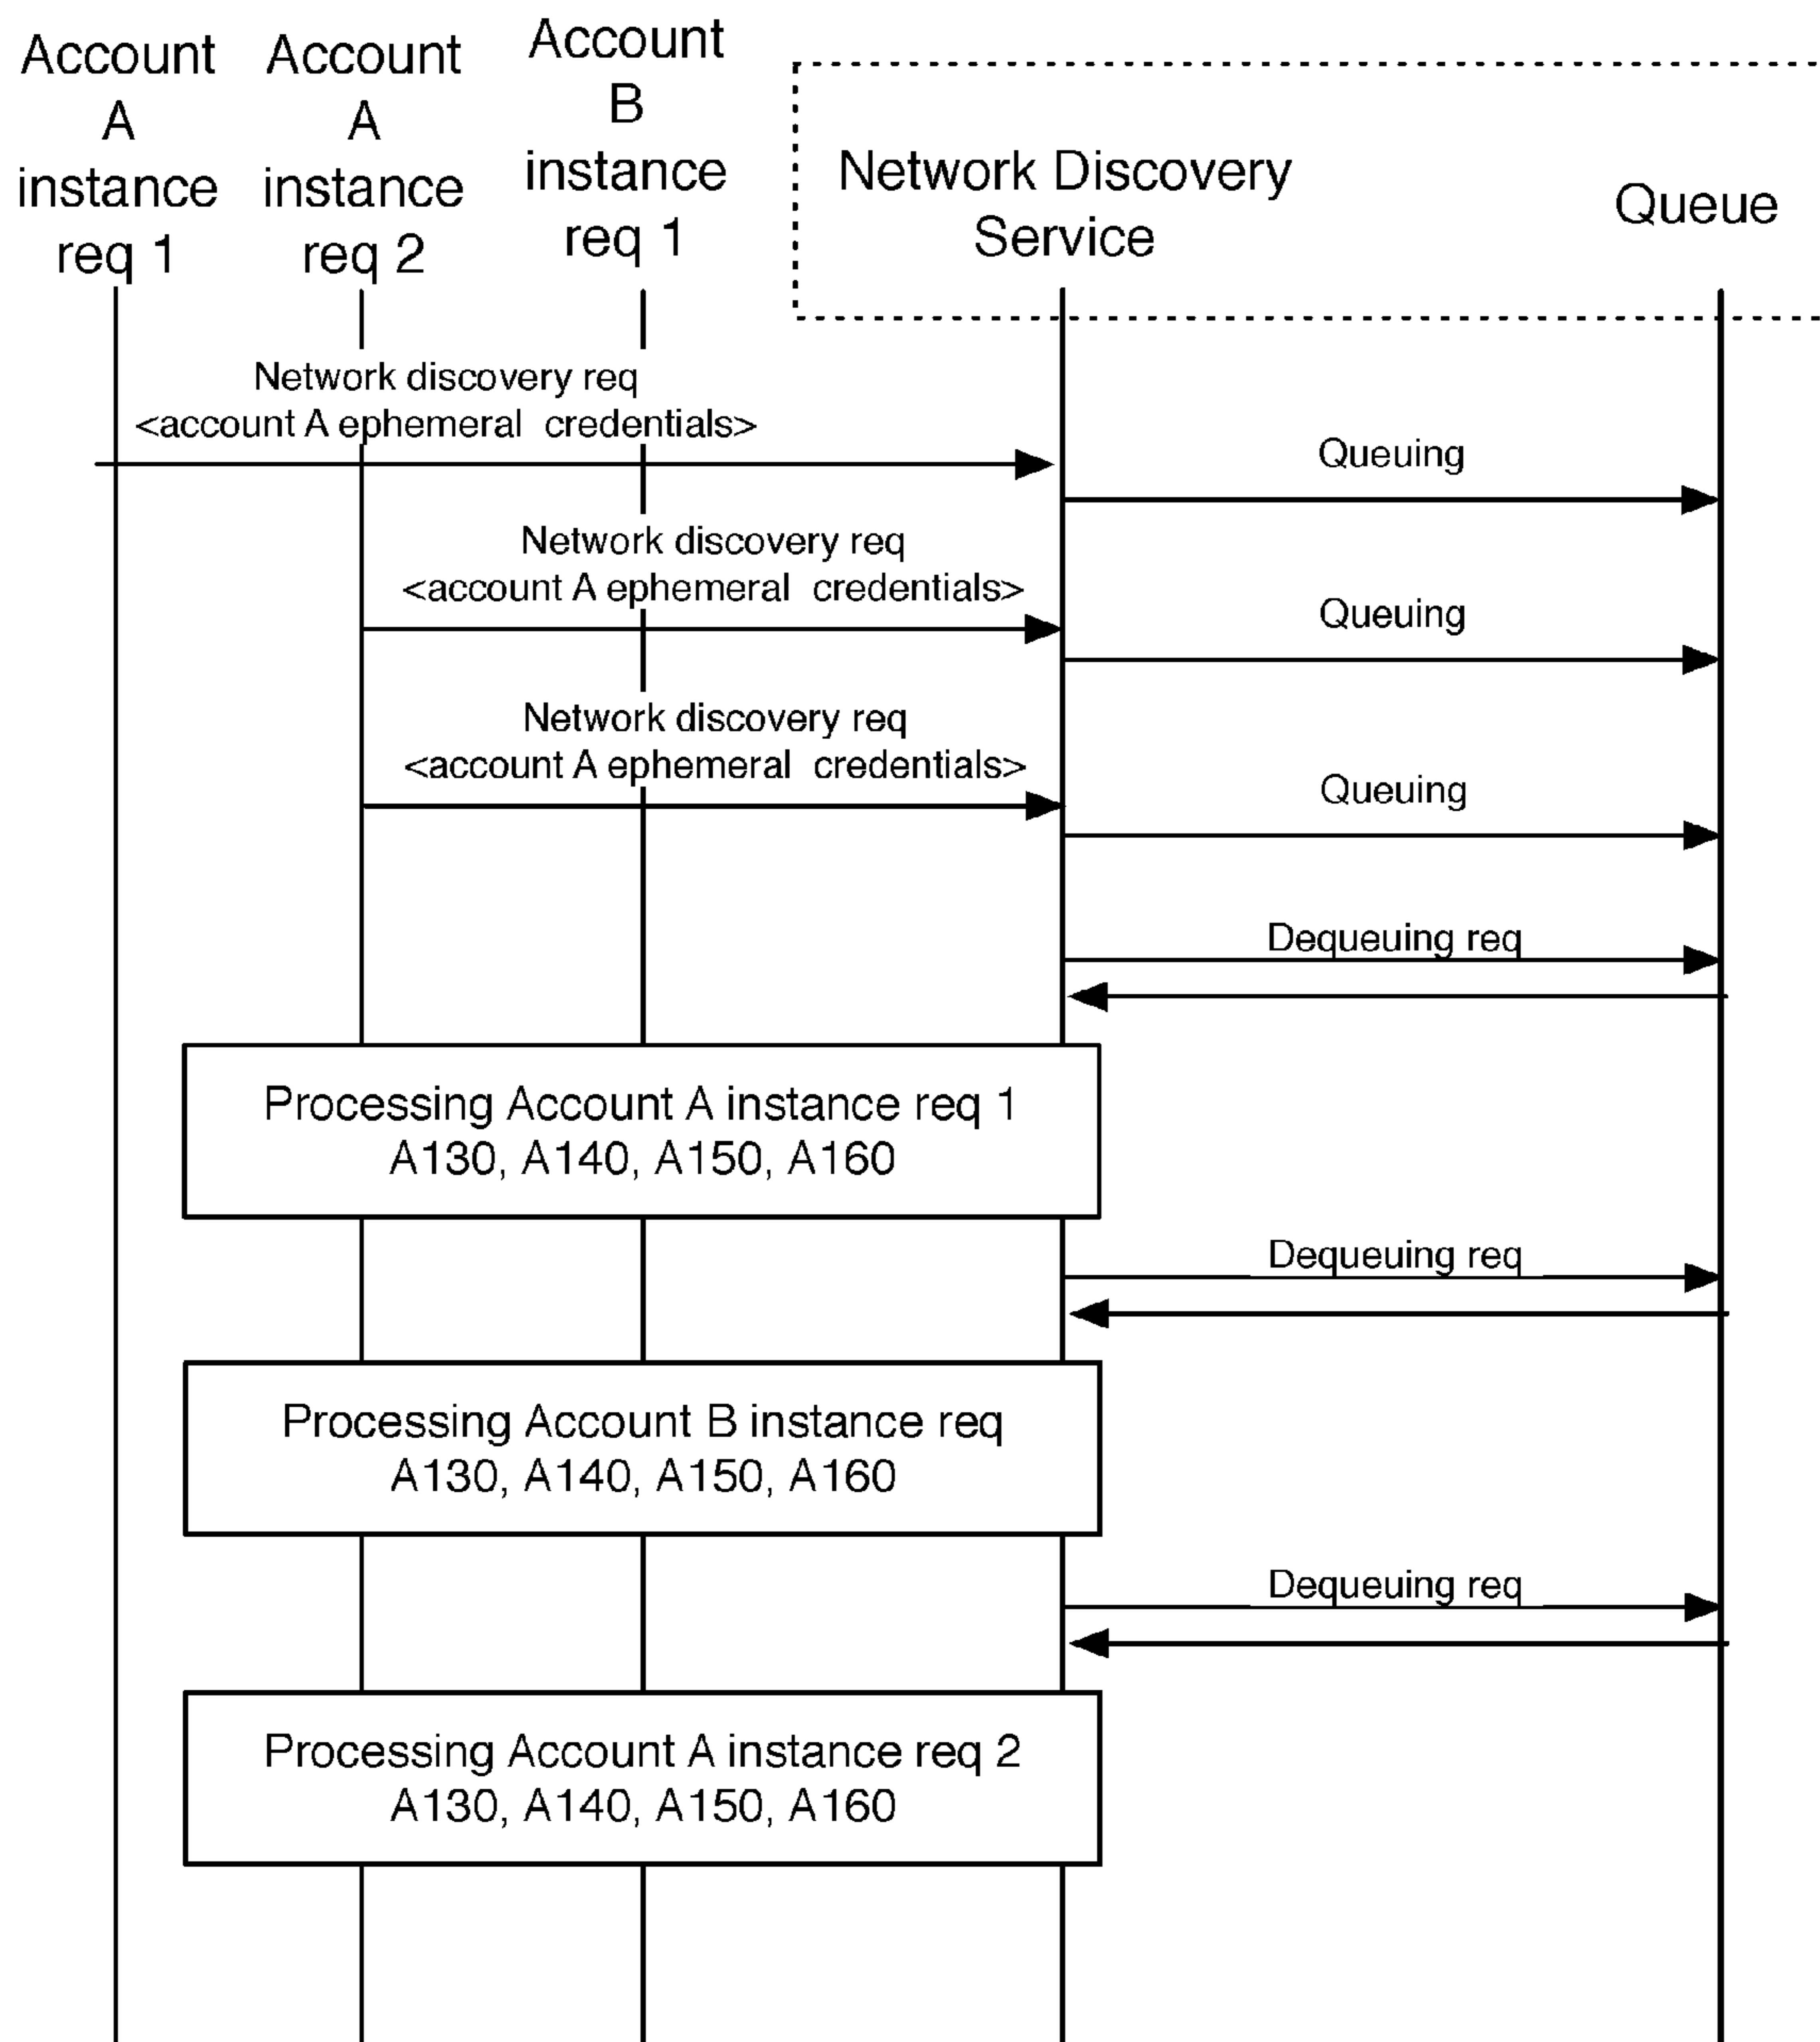 Account
A
instance
req 1
Account
A
instance
req 2
Account
B
instance
req 1
Network Discovery
Service
Queue
Network discovery req
<account A ephemeral credentials>
Queuing
Network discovery req
<account A ephemeral credentials>
Queuing
Network discovery req
<account A ephemeral credentials>
Queuing
Dequeuing req
Processing Account A instance req 1
A130, A140, A150, A160
Dequeuing req
Processing Account B instance req
A130, A140, A150, A160
Dequeuing req
Processing Account A instance req 2
A130, A140, A150, A160